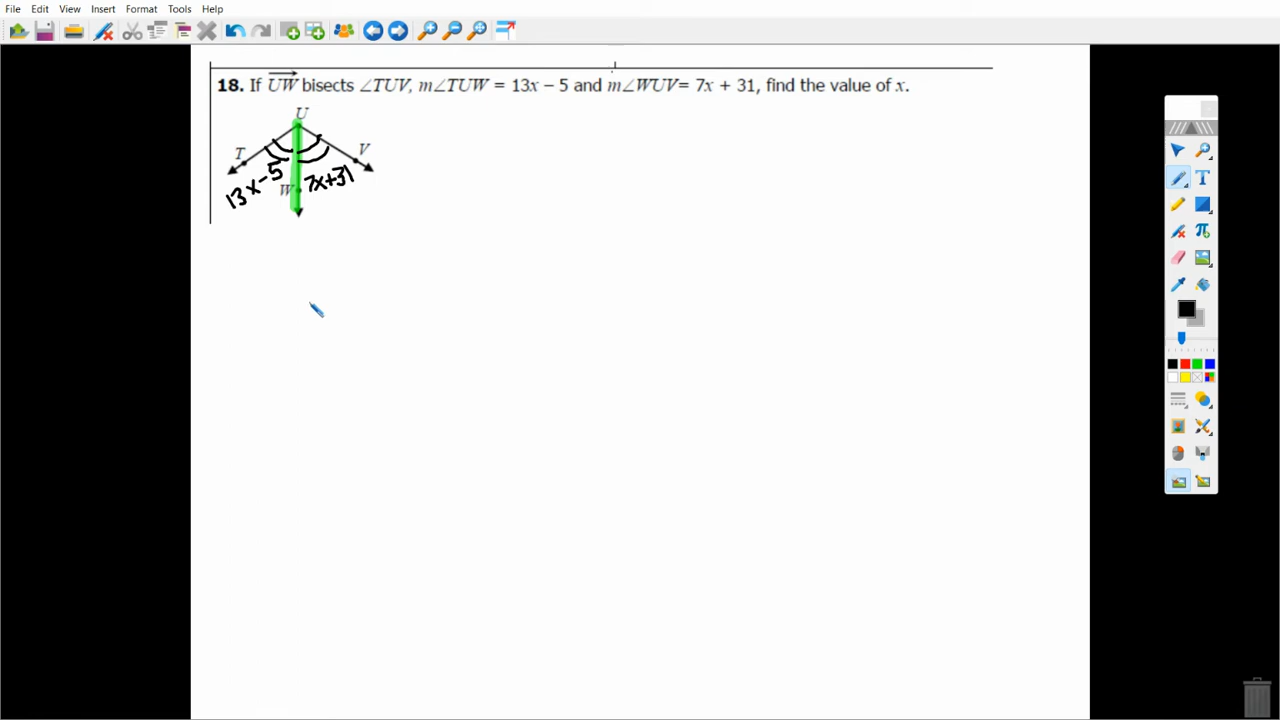 File Edit View Insert Format Tools Help
18. If UW bisects ∠TUV, m∠TUW = 13x − 5 and m∠WUV= 7x + 31, find the value of x.
U
T V
13x-5 W 7x+31
T
π